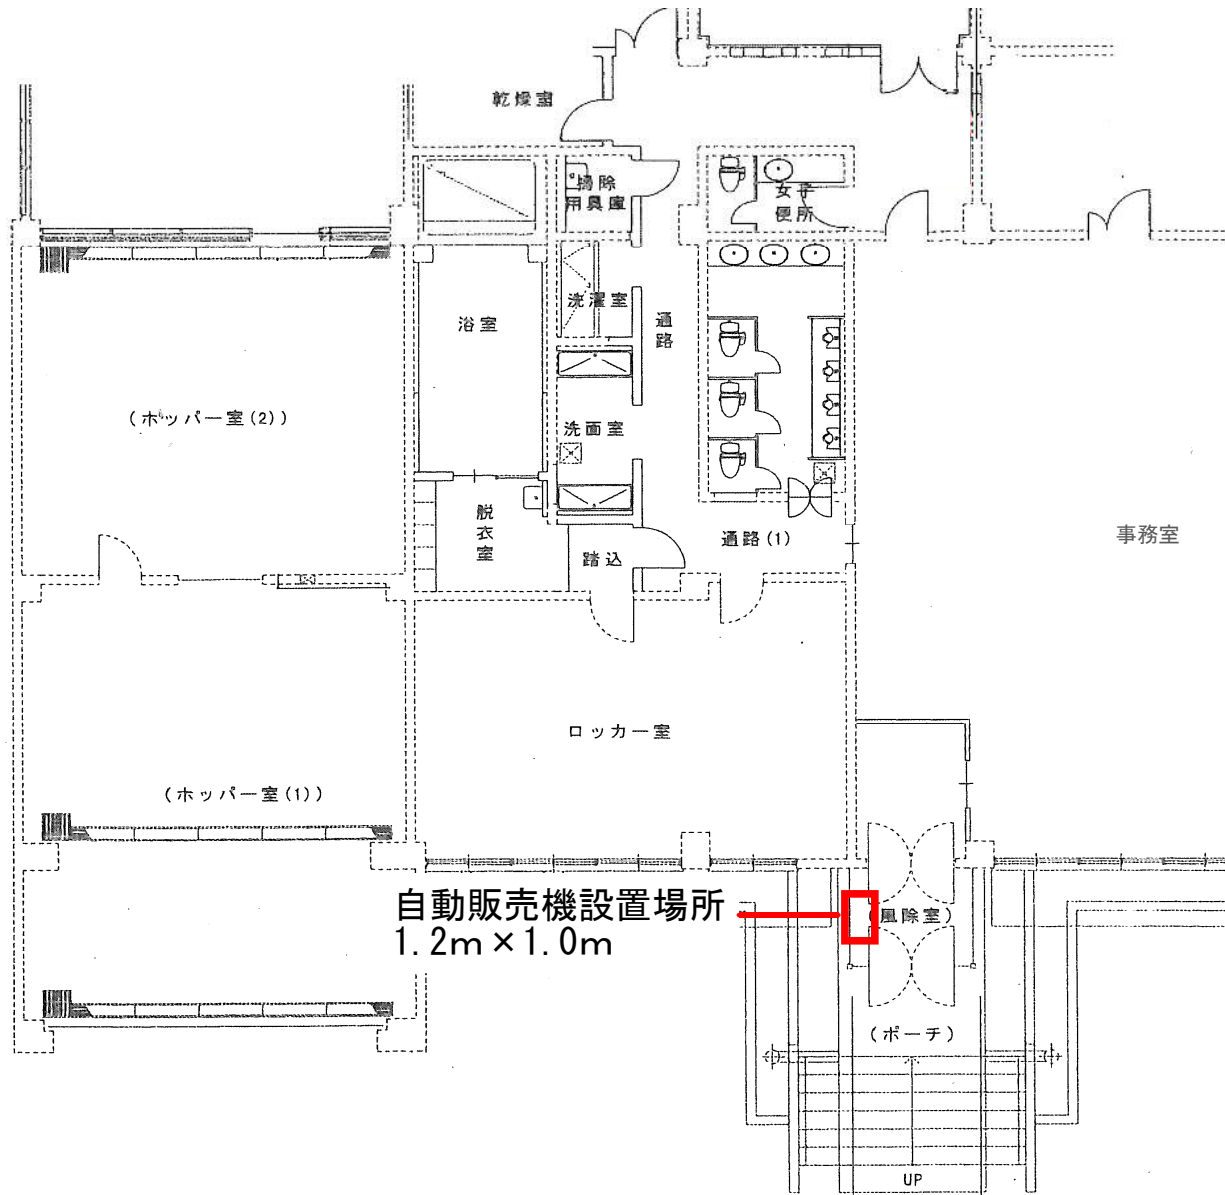 乾燥室
掃除
用具庫
女子
便所
洗濯室
浴室
通
路
(ホッパー室(2))
洗面室
脱
衣
室
踏込
通路(1)
事務室
ロッカー室
(ホッパー室(1))
自動販売機設置場所
1.2m×1.0m
(風除室)
(ポーチ)
UP